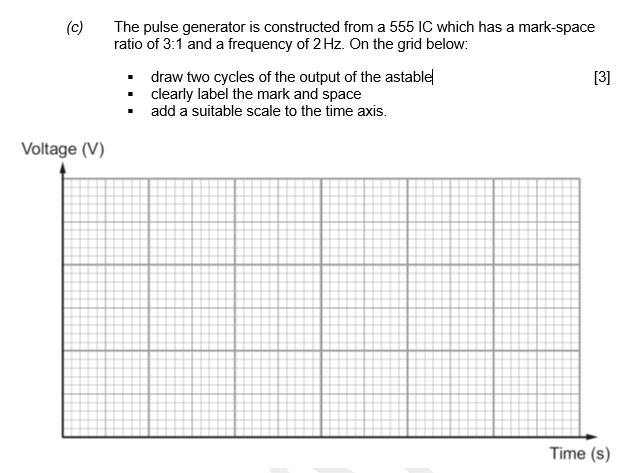 (c) The pulse generator is constructed from a 555 IC which has a mark-space
ratio of 3:1 and a frequency of 2 Hz. On the grid below:
▪ draw two cycles of the output of the astable [3]
▪ clearly label the mark and space
▪ add a suitable scale to the time axis.
Voltage (V)
Time (s)